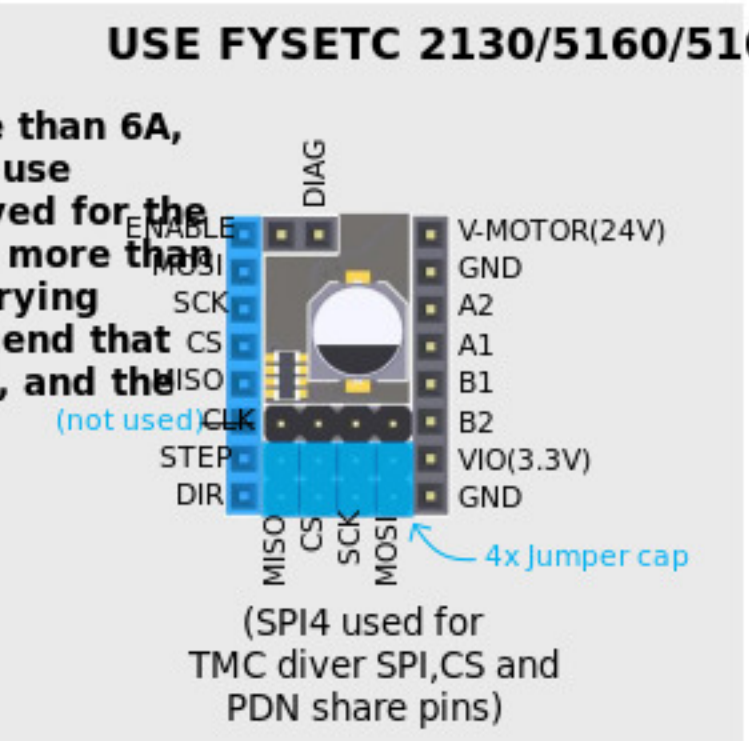 USE FYSETC 2130/5160/516
e than 6A,
use
ved for the
more than
rying
end that
, and the
DIAG
ENABLE
MOSI
SCK
CS
MISO
(not used)CLK
STEP
DIR
V-MOTOR(24V)
GND
A2
A1
B1
B2
VIO(3.3V)
GND
MISO
CS
SCK
MOSI
4x Jumper cap
(SPI4 used for
TMC diver SPI,CS and
PDN share pins)